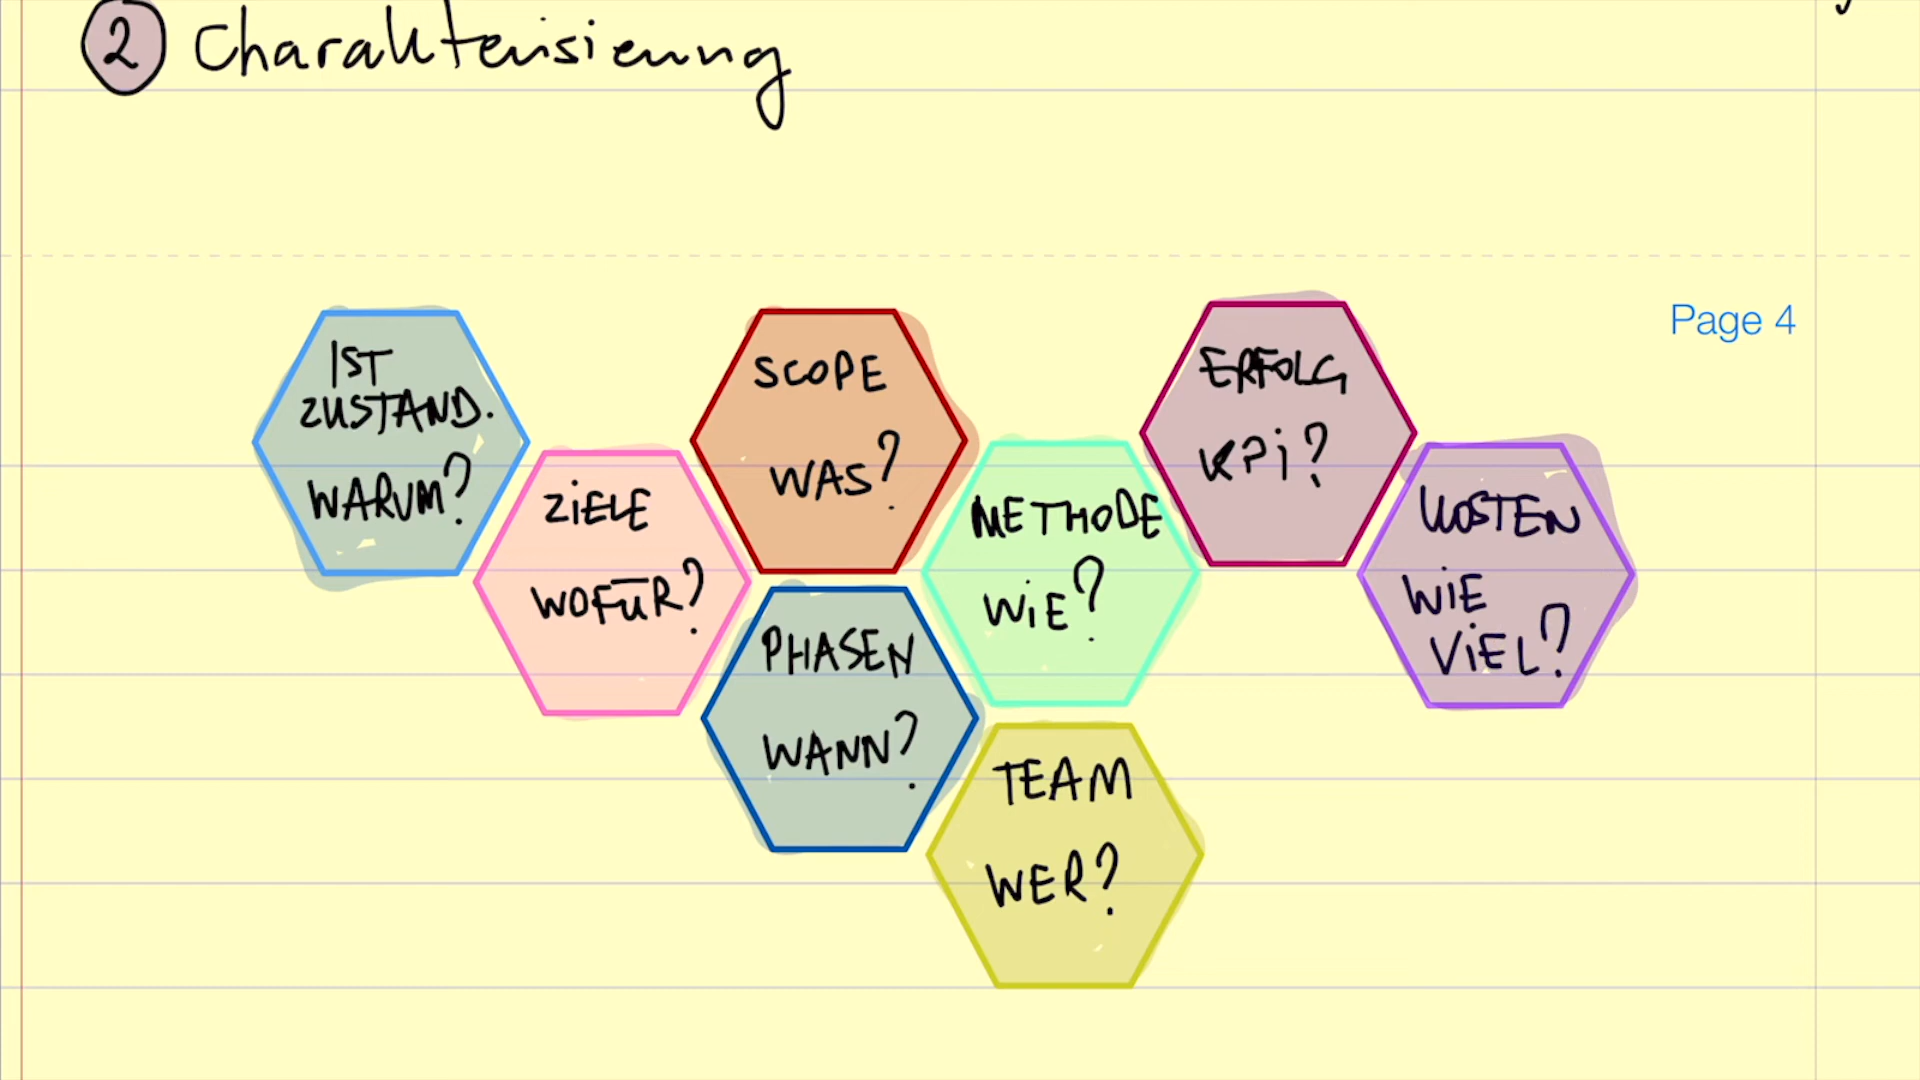 2 Charakterisierung
Page 4
IST
ZUSTAND.
WARUM?
ZIELE
WOFÜR?
SCOPE
WAS?
PHASEN
WANN?
METHODE
WIE?
TEAM
WER?
ERFOLG
KPi?
KOSTEN
WIE
VIEL?